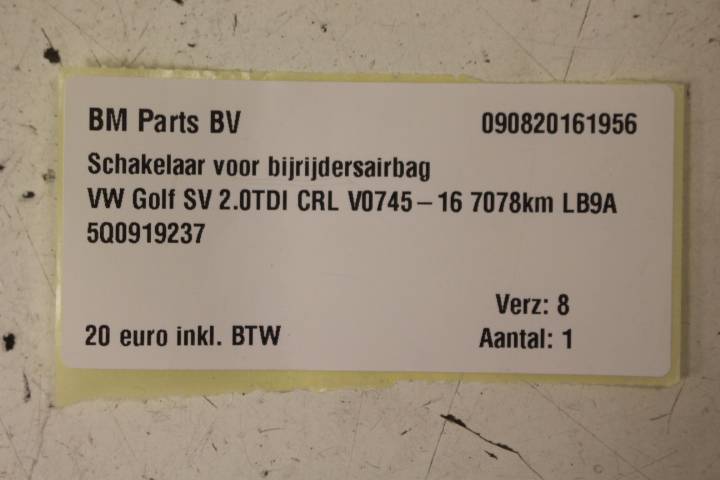 BM Parts BV 090820161956
Schakelaar voor bijrijdersairbag
VW Golf SV 2.0TDI CRL V0745-16 7078km LB9A
5Q0919237
Verz: 8
20 euro inkl. BTW Aantal: 1